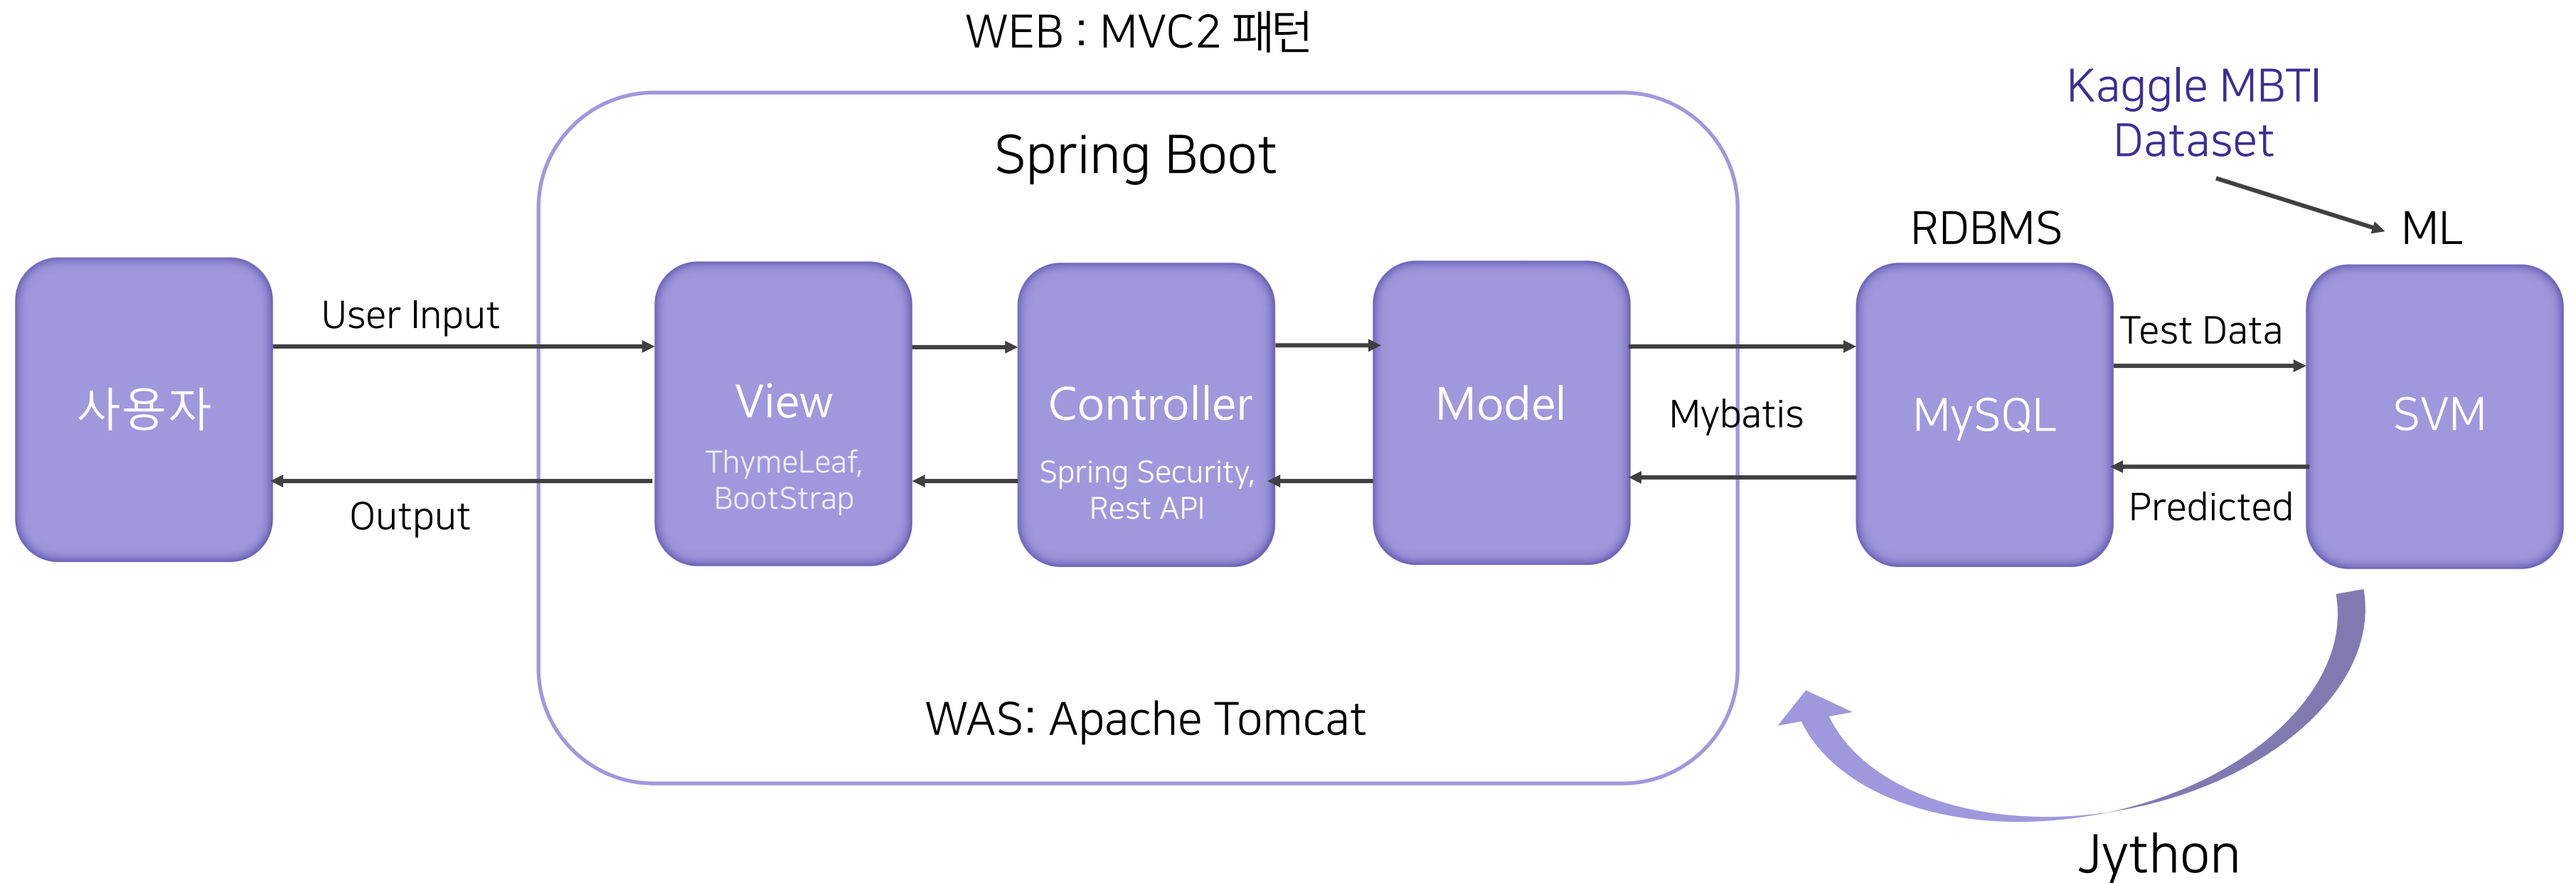 WEB : MVC2 패턴
Kaggle MBTI
Dataset
Spring Boot
RDBMS
ML
User Input
Test Data
사용자
View
Controller
Model
Mybatis
MySQL
SVM
ThymeLeaf,
BootStrap
Spring Security,
Rest API
Output
Predicted
WAS: Apache Tomcat
Jython